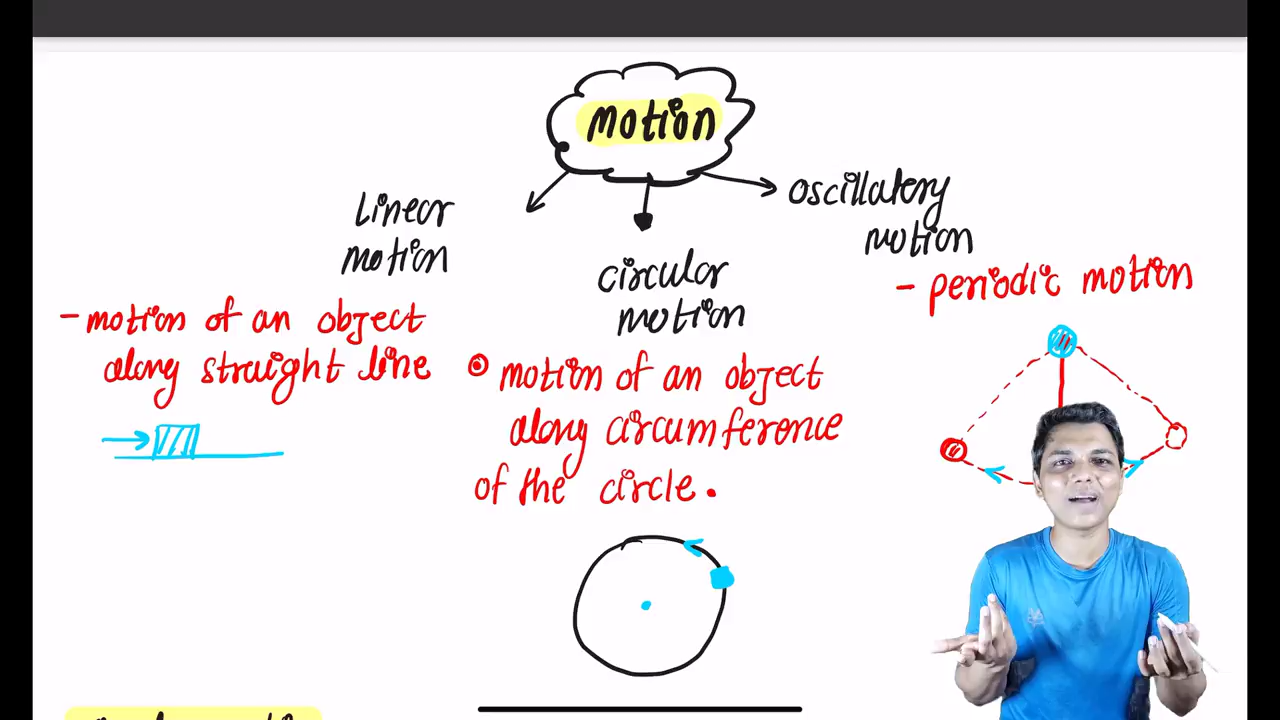 motion
Linear
motion
- motion of an object
along straight line
circular
motion
motion of an object
along circumference
of the circle.
oscillatory
motion
- periodic motion